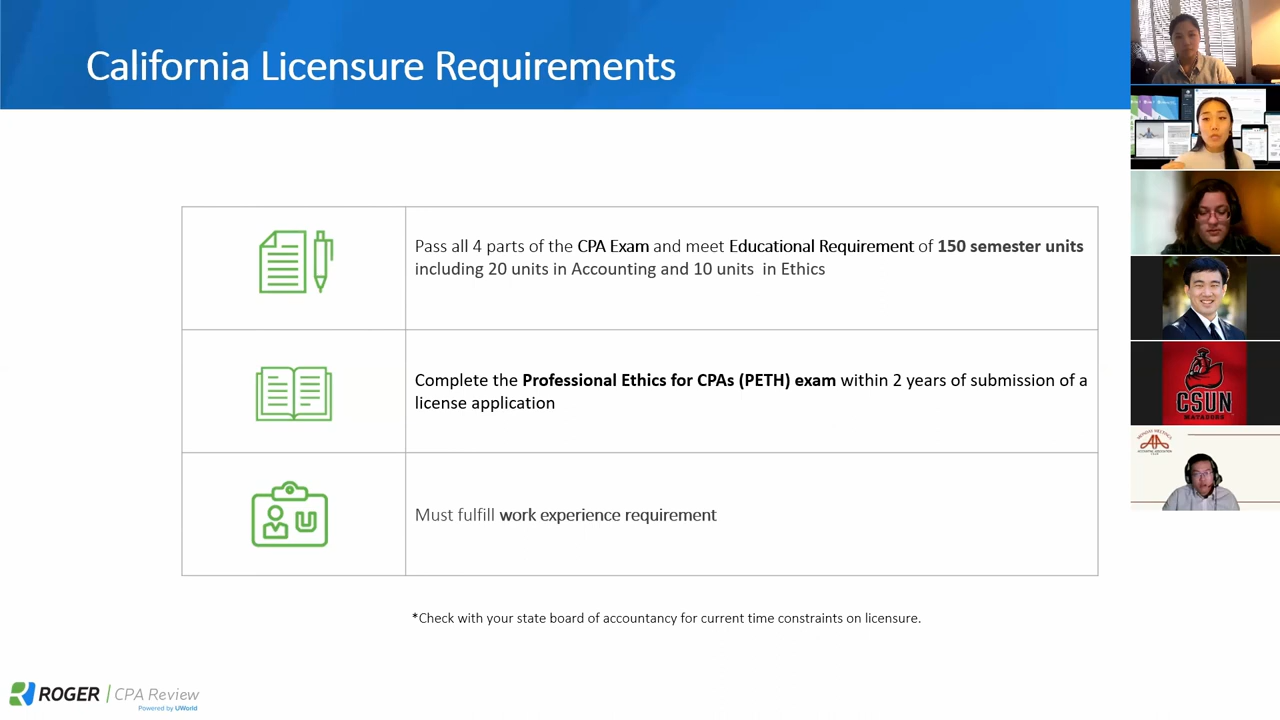 California Licensure Requirements
Pass all 4 parts of the CPA Exam and meet Educational Requirement of 150 semester units
including 20 units in Accounting and 10 units in Ethics
Complete the Professional Ethics for CPAs (PETH) exam within 2 years of submission of a
license application
Must fulfill work experience requirement
*Check with your state board of accountancy for current time constraints on licensure.
ROGER | CPA Review
Powered by UWorld
CSUN
MATADORS